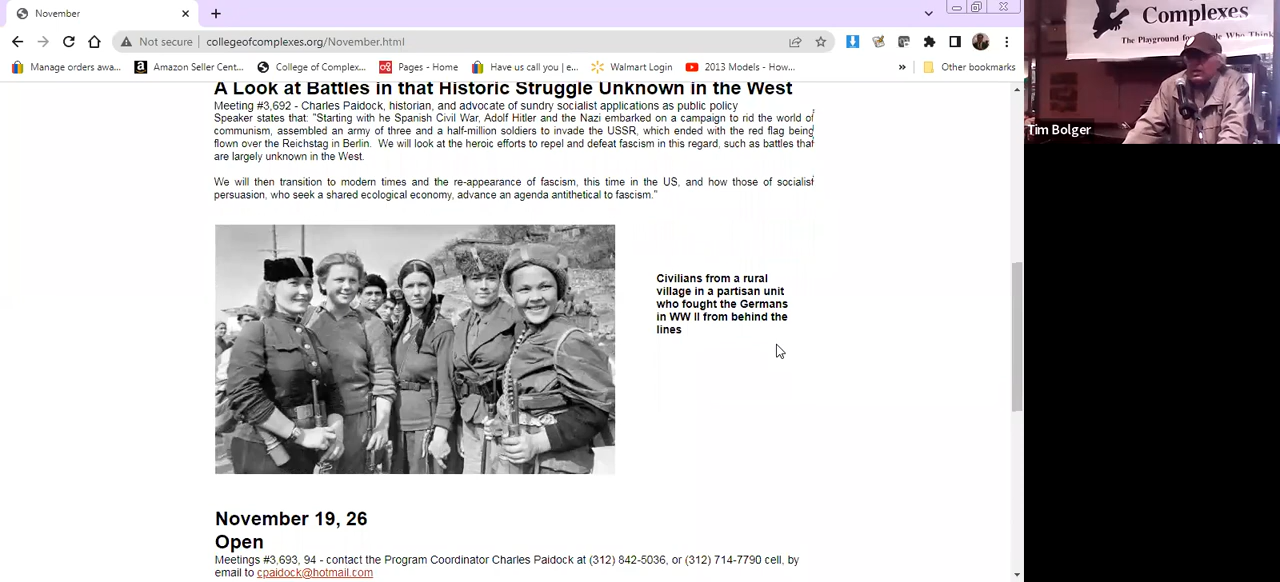 November
Not secure
collegeofcomplexes.org/November.html
Manage orders awa...
Amazon Seller Cent...
College of Complex...
Pages - Home
Have us call you | e...
Walmart Login
2013 Models - How...
»
Other bookmarks
A Look at Battles in that Historic Struggle Unknown in the West
Meeting #3,692 - Charles Paidock, historian, and advocate of sundry socialist applications as public policy
Speaker states that: "Starting with he Spanish Civil War, Adolf Hitler and the Nazi embarked on a campaign to rid the world of
communism, assembled an army of three and a half-million soldiers to invade the USSR, which ended with the red flag being
flown over the Reichstag in Berlin. We will look at the heroic efforts to repel and defeat fascism in this regard, such as battles that
are largely unknown in the West.
We will then transition to modern times and the re-appearance of fascism, this time in the US, and how those of socialist
persuasion, who seek a shared ecological economy, advance an agenda antithetical to fascism."
Civilians from a rural
village in a partisan unit
who fought the Germans
in WW II from behind the
lines
November 19, 26
Open
Meetings #3,693, 94 - contact the Program Coordinator Charles Paidock at (312) 842-5036, or (312) 714-7790 cell, by
email to cpaidock@hotmail.com
Complexes
The Playground for People Who Think
Tim Bolger